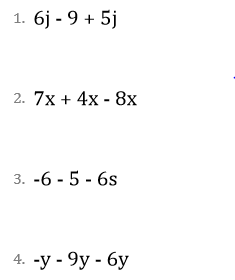 1. 6j - 9 + 5j
2. 7x + 4x - 8x
3. -6 - 5 - 6s
4. -y - 9y - 6y